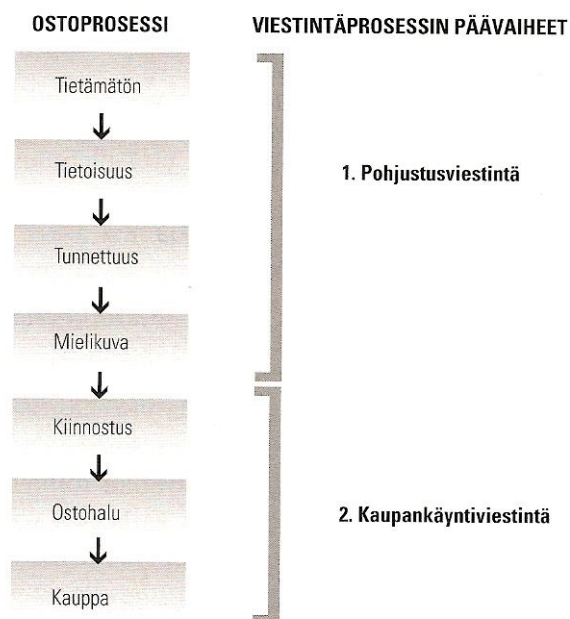 OSTOPROSESSI
VIESTINTÄPROSESSIN PÄÄVAIHEET
Tietämätön
Tietoisuus
Tunnettuus
Mielikuva
1. Pohjustusviestintä
Kiinnostus
Ostohalu
Kauppa
2. Kaupankäyntiviestintä